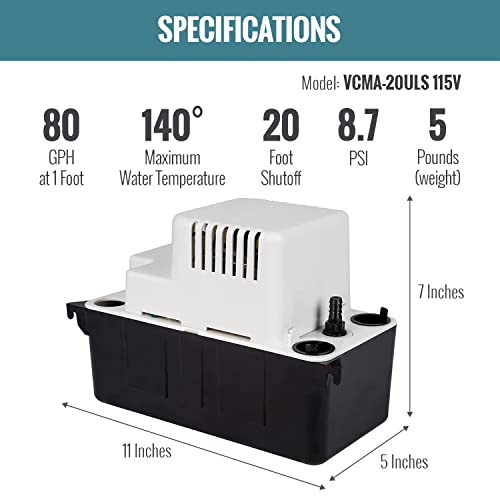 SPECIFICATIONS
Model: VCMA-20ULS 115V
80
GPH
at 1 Foot
140°
Maximum
Water Temperature
20
Foot
Shutoff
8.7
PSI
5
Pounds
(weight)
7 Inches
11 Inches
5 Inches